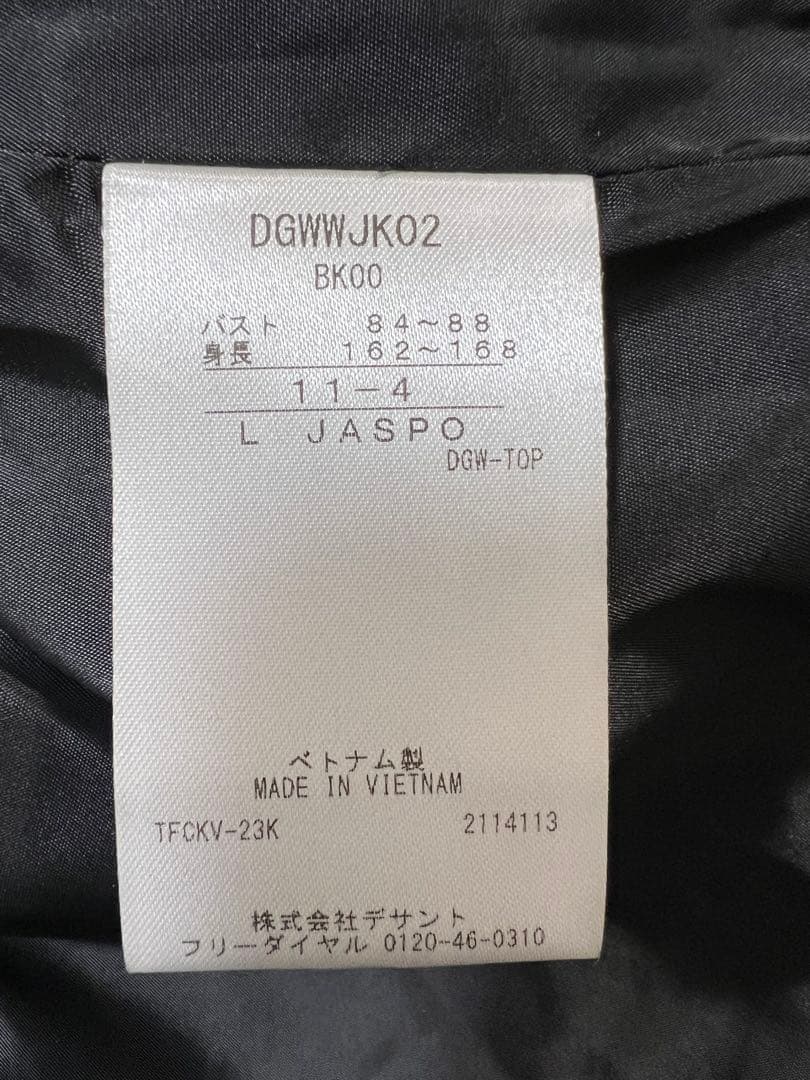 DGWWJK02
BK00
バスト 84～88
身長 162～168
11-4
L JASPO
DGW-TOP
ベトナム製
MADE IN VIETNAM
TFCKV-23K 2114113
株式会社デサント
フリーダイヤル 0120-46-0310